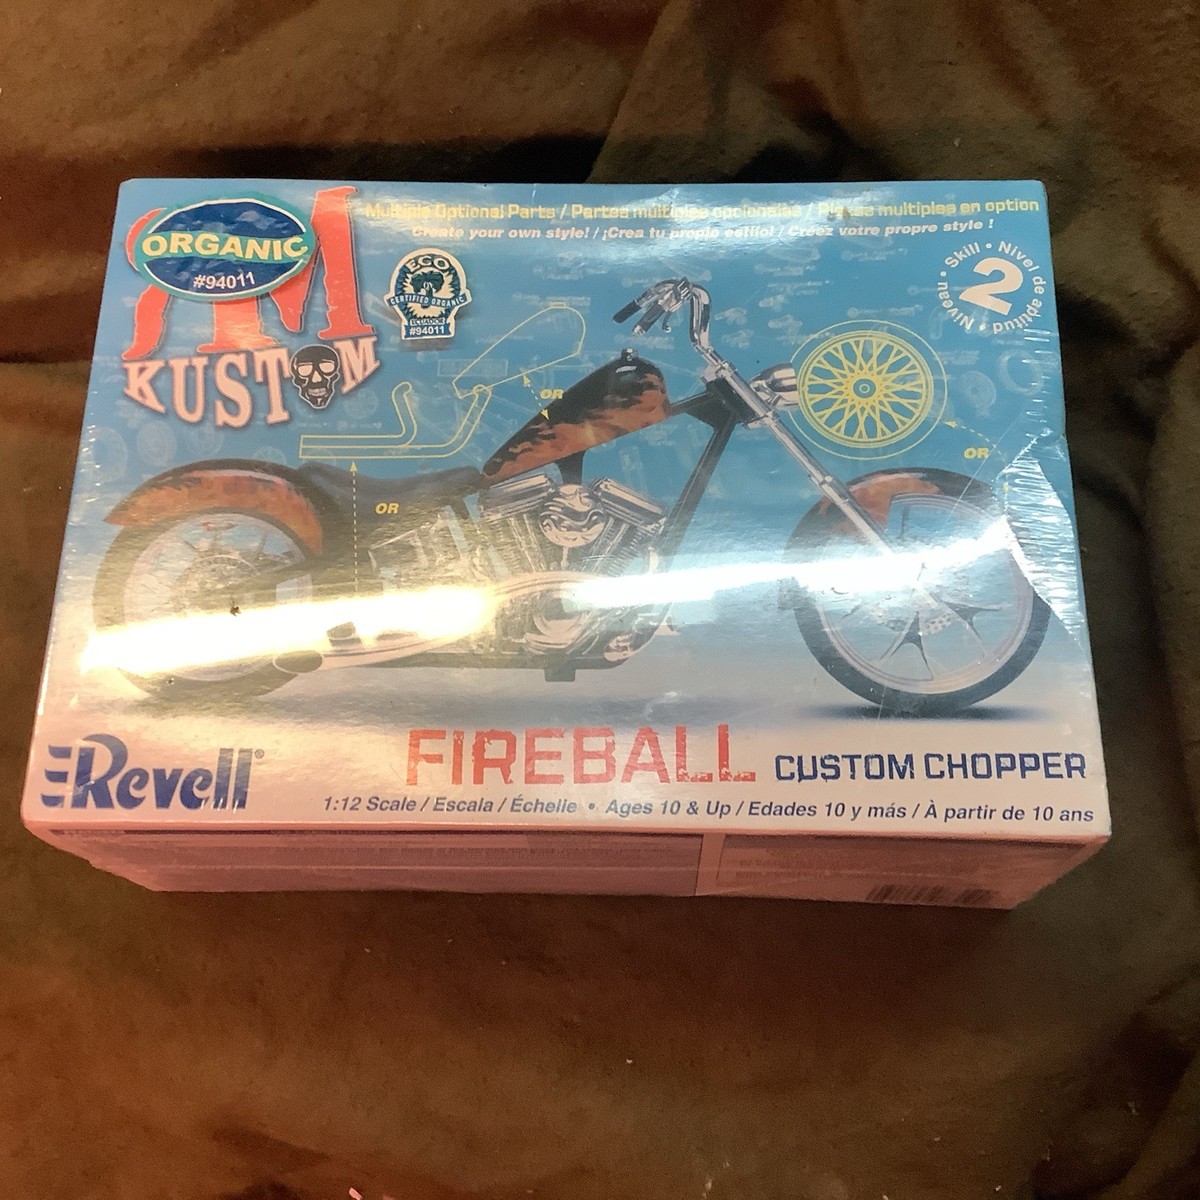 Multiple Optional Parts / Partes múltiples opcionales / Pièces multiples en option
Create your own style! / ¡Crea tu propio estilo! / Créez votre propre style !
ORGANIC
#94011
M
KUSTOM
ECO
CERTIFIED ORGANIC
ECUADOR
#94011
Skill • Nivel de aptitud • Niveau •
2
OR
OR
OR
Revell®
FIREBALL CUSTOM CHOPPER
1:12 Scale / Escala / Échelle • Ages 10 & Up / Edades 10 y más / À partir de 10 ans